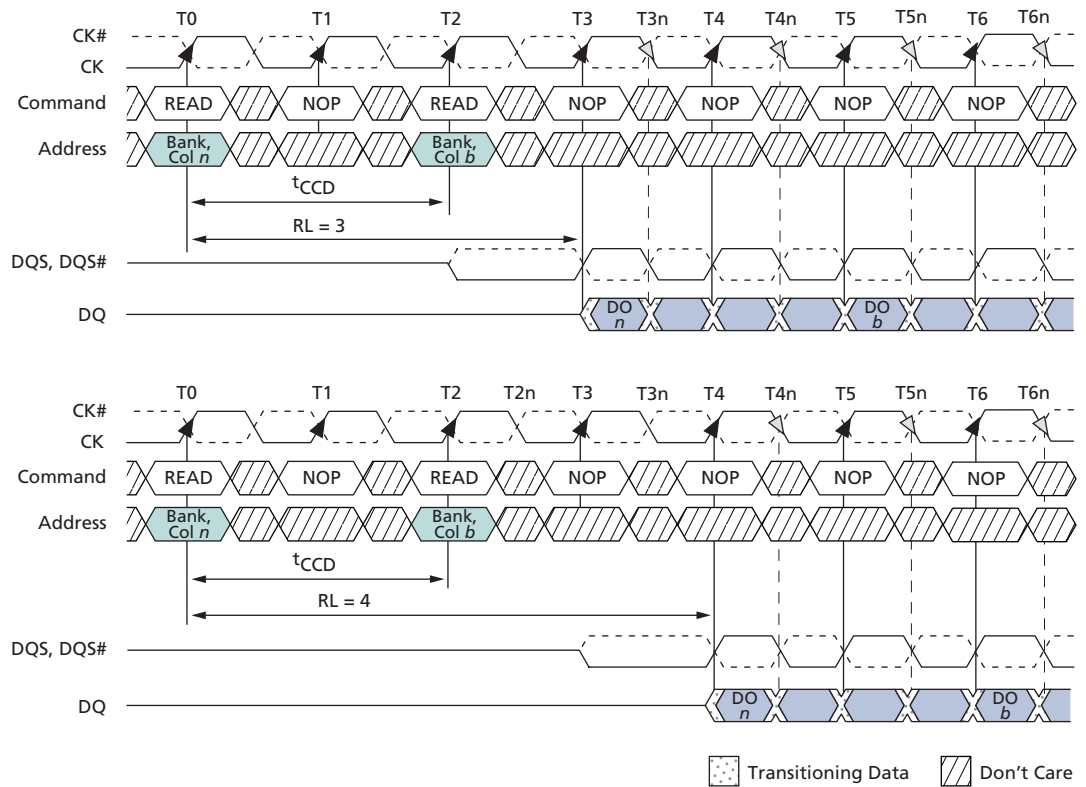 T0 T1 T2 T3 T3n T4 T4n T5 T5n T6 T6n
CK#
CK
Command READ NOP READ NOP NOP NOP NOP
Address Bank, Col n Bank, Col b
tCCD
RL = 3
DQS, DQS#
DQ DO n DO b
T0 T1 T2 T2n T3 T3n T4 T4n T5 T5n T6 T6n
CK#
CK
Command READ NOP READ NOP NOP NOP NOP
Address Bank, Col n Bank, Col b
tCCD
RL = 4
DQS, DQS#
DQ DO n DO b
Transitioning Data Don't Care